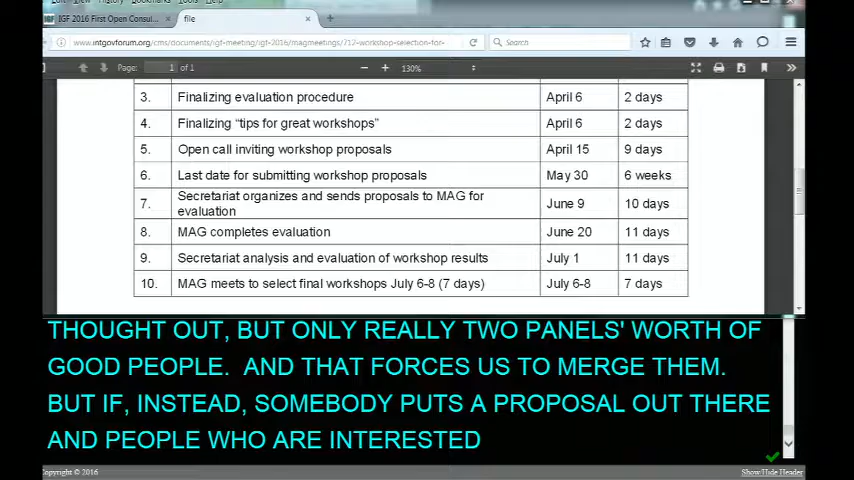 Edit View History Bookmarks Tools Help
IGF 2016 First Open Consul... × file × +
www.intgovforum.org/cms/documents/igf-meeting/igf-2016/magmeetings/712-workshop-selection-for- Search
Page: 1 of 1 130%
3. Finalizing evaluation procedure April 6 2 days
4. Finalizing “tips for great workshops” April 6 2 days
5. Open call inviting workshop proposals April 15 9 days
6. Last date for submitting workshop proposals May 30 6 weeks
7. Secretariat organizes and sends proposals to MAG for June 9 10 days
evaluation
8. MAG completes evaluation June 20 11 days
9. Secretariat analysis and evaluation of workshop results July 1 11 days
10. MAG meets to select final workshops July 6-8 (7 days) July 6-8 7 days
THOUGHT OUT, BUT ONLY REALLY TWO PANELS' WORTH OF
GOOD PEOPLE. AND THAT FORCES US TO MERGE THEM.
BUT IF, INSTEAD, SOMEBODY PUTS A PROPOSAL OUT THERE
AND PEOPLE WHO ARE INTERESTED
Copyright © 2016 Show/Hide Header